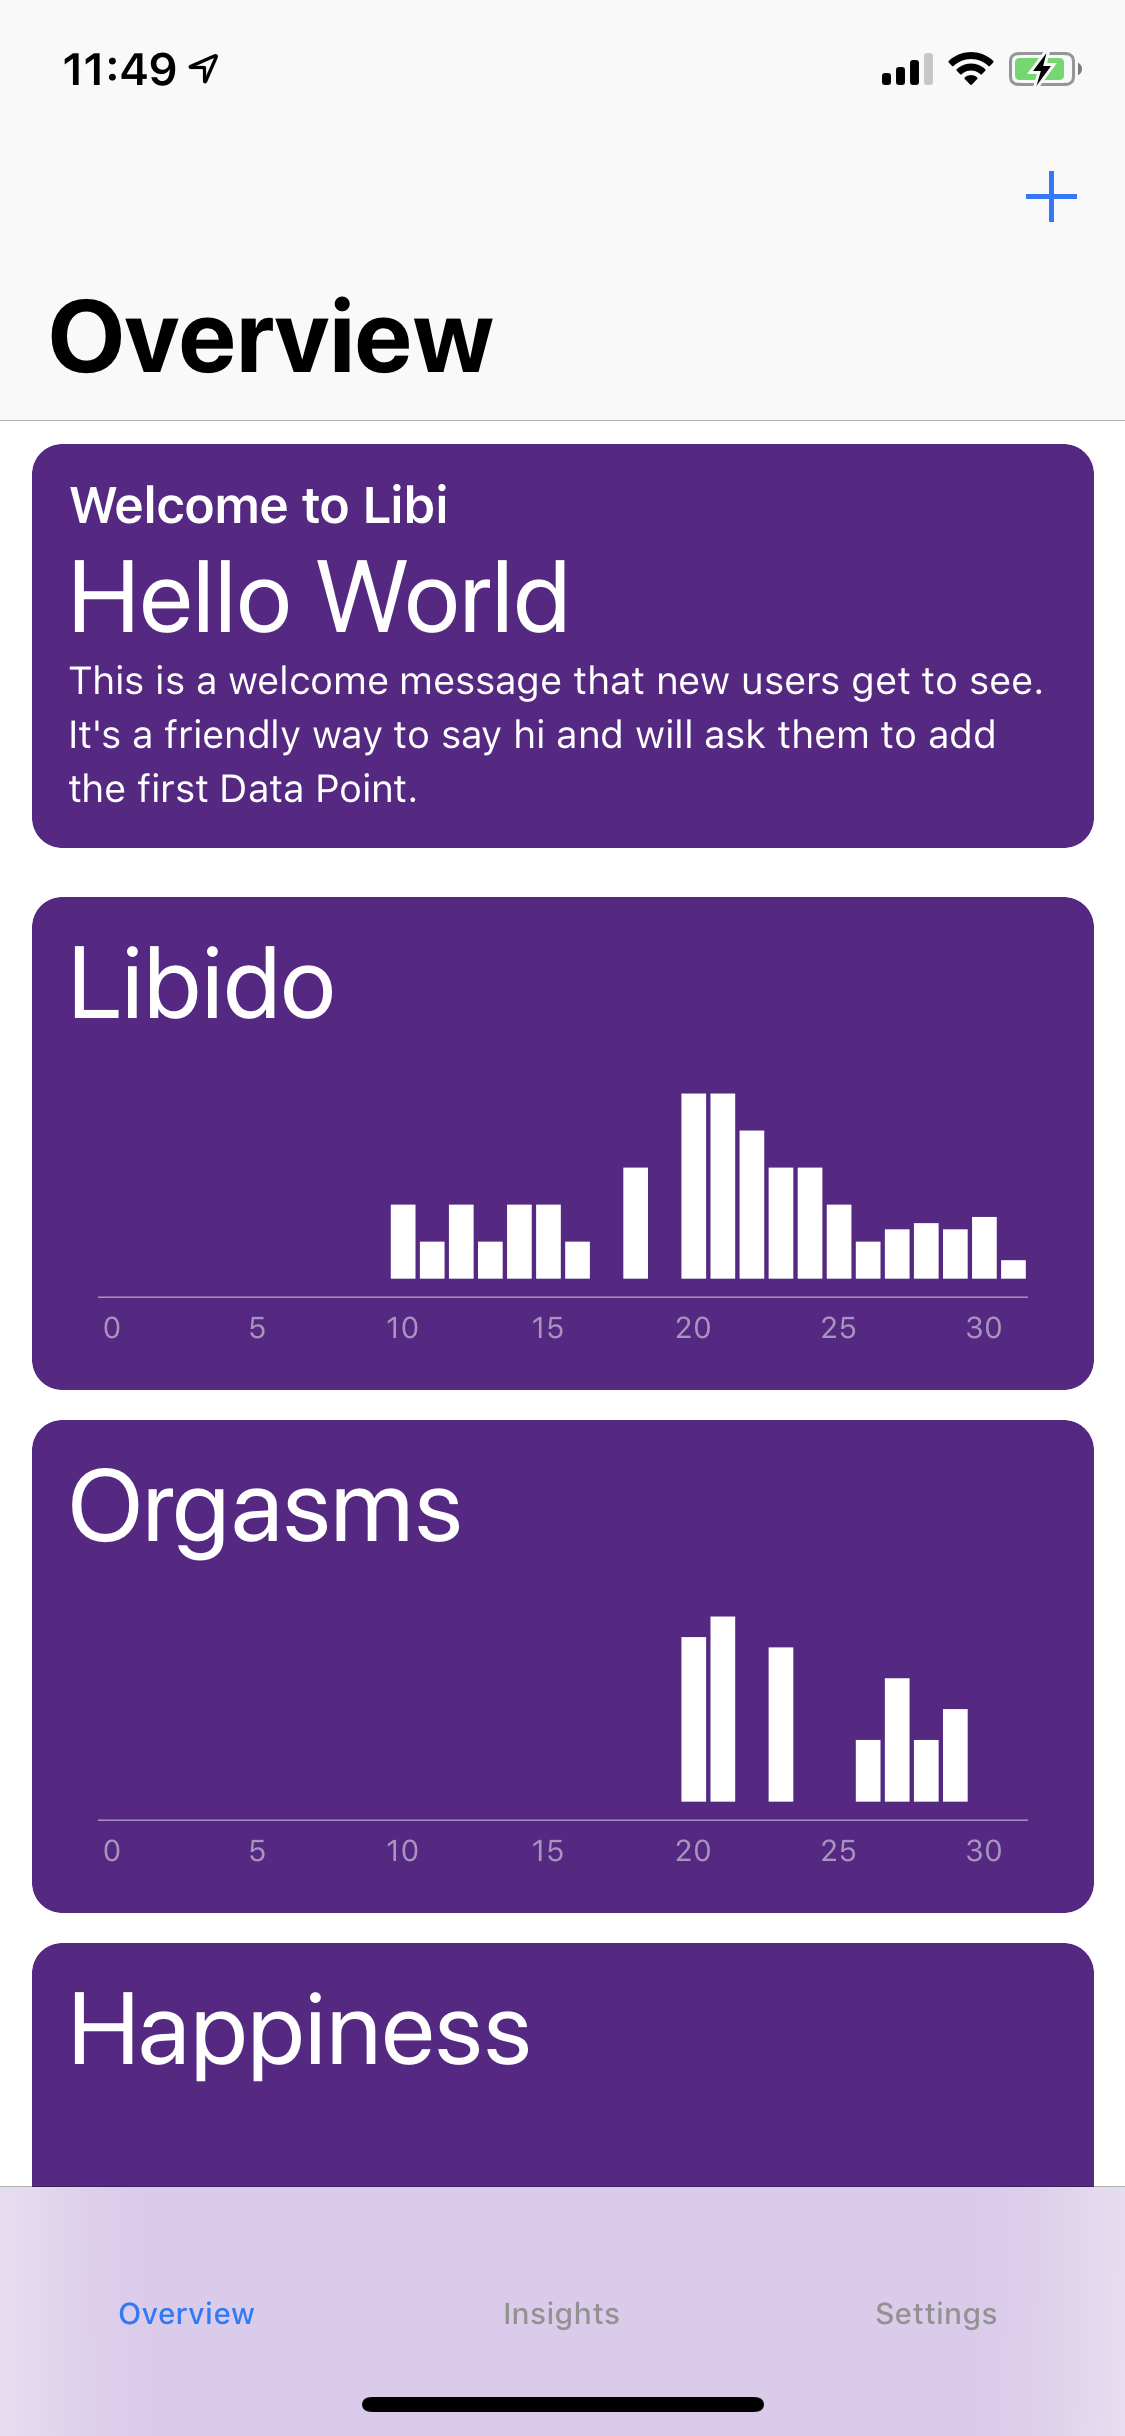 11:49
Overview
Welcome to Libi
Hello World
This is a welcome message that new users get to see.
It's a friendly way to say hi and will ask them to add
the first Data Point.
Libido
0 5 10 15 20 25 30
Orgasms
0 5 10 15 20 25 30
Happiness
Overview Insights Settings